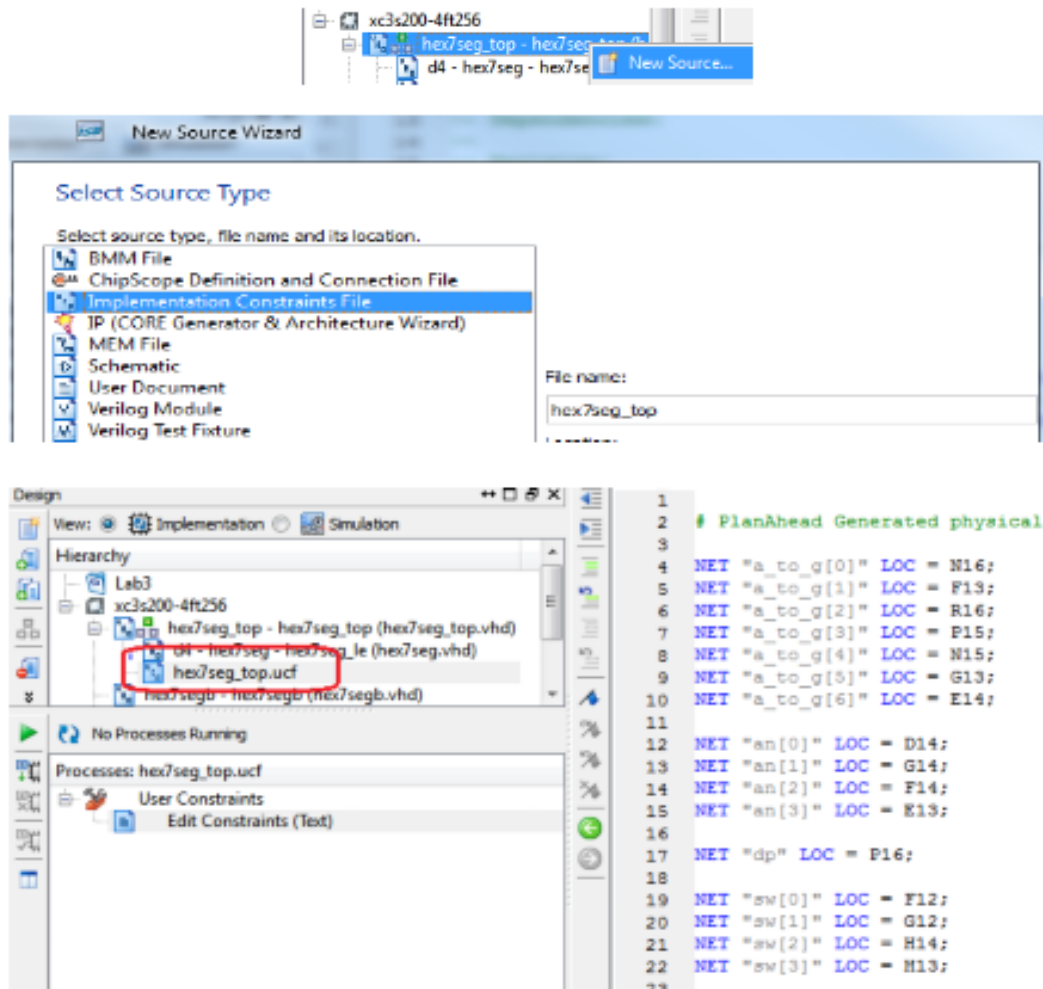 xc3s200-4ft256
hex7seg_top - hex7seg_top (h
d4 - hex7seg - hex7se
New Source...
New Source Wizard
Select Source Type
Select source type, file name and its location.
BMM File
ChipScope Definition and Connection File
Implementation Constraints File
IP (CORE Generator & Architecture Wizard)
MEM File
Schematic
User Document
Verilog Module
Verilog Test Fixture
File name:
hex7seg_top
Design
View: Implementation Simulation
Hierarchy
Lab3
xc3s200-4ft256
hex7seg_top - hex7seg_top (hex7seg_top.vhd)
d4 - hex7seg - hex7seg_le (hex7seg.vhd)
hex7seg_top.ucf
hex7segb - hex7segb (hex7segb.vhd)
No Processes Running
Processes: hex7seg_top.ucf
User Constraints
Edit Constraints (Text)
1
2 # PlanAhead Generated physical
3
4 NET "a_to_g[0]" LOC = N16;
5 NET "a_to_g[1]" LOC = F13;
6 NET "a_to_g[2]" LOC = R16;
7 NET "a_to_g[3]" LOC = P15;
8 NET "a_to_g[4]" LOC = N15;
9 NET "a_to_g[5]" LOC = G13;
10 NET "a_to_g[6]" LOC = E14;
11
12 NET "an[0]" LOC = D14;
13 NET "an[1]" LOC = G14;
14 NET "an[2]" LOC = F14;
15 NET "an[3]" LOC = E13;
16
17 NET "dp" LOC = P16;
18
19 NET "sw[0]" LOC = F12;
20 NET "sw[1]" LOC = G12;
21 NET "sw[2]" LOC = H14;
22 NET "sw[3]" LOC = H13;
23